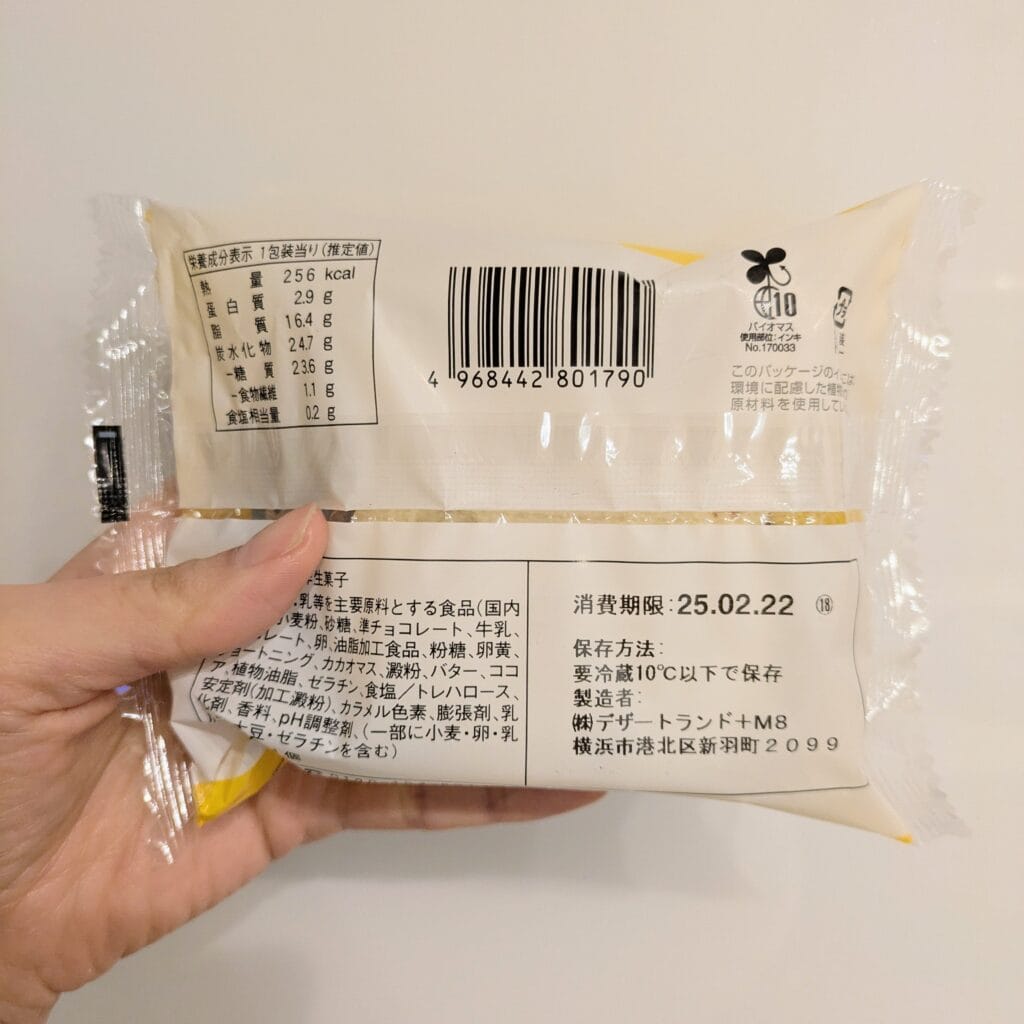 栄養成分表示 1包装当り(推定値)
熱量 256 kcal
蛋白質 2.9 g
脂質 16.4 g
炭水化物 24.7 g
-糖質 23.6 g
-食物繊維 1.1 g
食塩相当量 0.2 g
4 968442 801790
10
バイオマス
使用部位:インキ
No.170033
このパッケージの
環境に配慮した植物
原材料を使用して
生菓子
・乳等を主要原料とする食品(国内
小麦粉、砂糖、準チョコレート、牛乳、
レート、卵、油脂加工食品、粉糖、卵黄、
ショートニング、カカオマス、澱粉、バター、ココ
ア、植物油脂、ゼラチン、食塩/トレハロース、
安定剤(加工澱粉)、カラメル色素、膨張剤、乳
化剤、香料、pH調整剤、(一部に小麦・卵・乳
大豆・ゼラチンを含む)
消費期限:25.02.22 ⑱
保存方法:
要冷蔵10℃以下で保存
製造者:
㈱デザートランド+M8
横浜市港北区新羽町2099